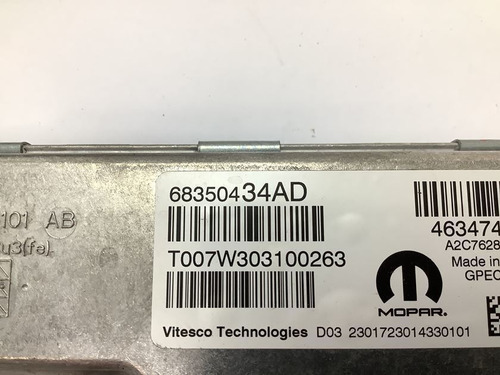 101 AB
68350434AD
T007W303100263
MOPAR.
Vitesco Technologies D03 2301723014330101
463474
A2C7628
Made in
GPEC